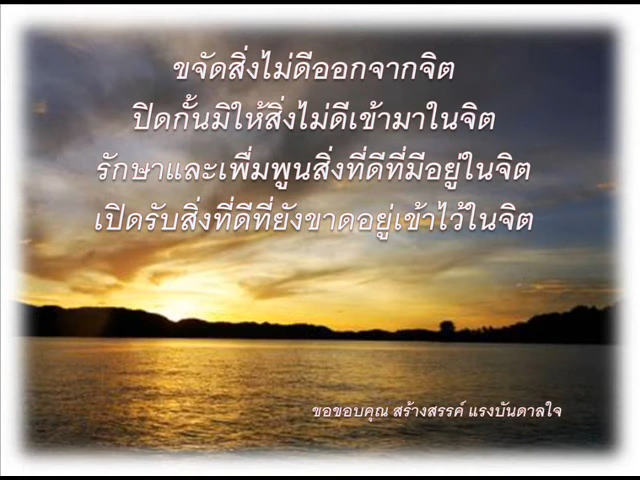 ขจัดสิ่งไม่ดีออกจากจิต
ปิดกั้นมิให้สิ่งไม่ดีเข้ามาในจิต
รักษาและเพิ่มพูนสิ่งที่ดีที่มีอยู่ในจิต
เปิดรับสิ่งที่ดีที่ยังขาดอยู่เข้าไว้ในจิต
ขอขอบคุณ สร้างสรรค์ แรงบันดาลใจ